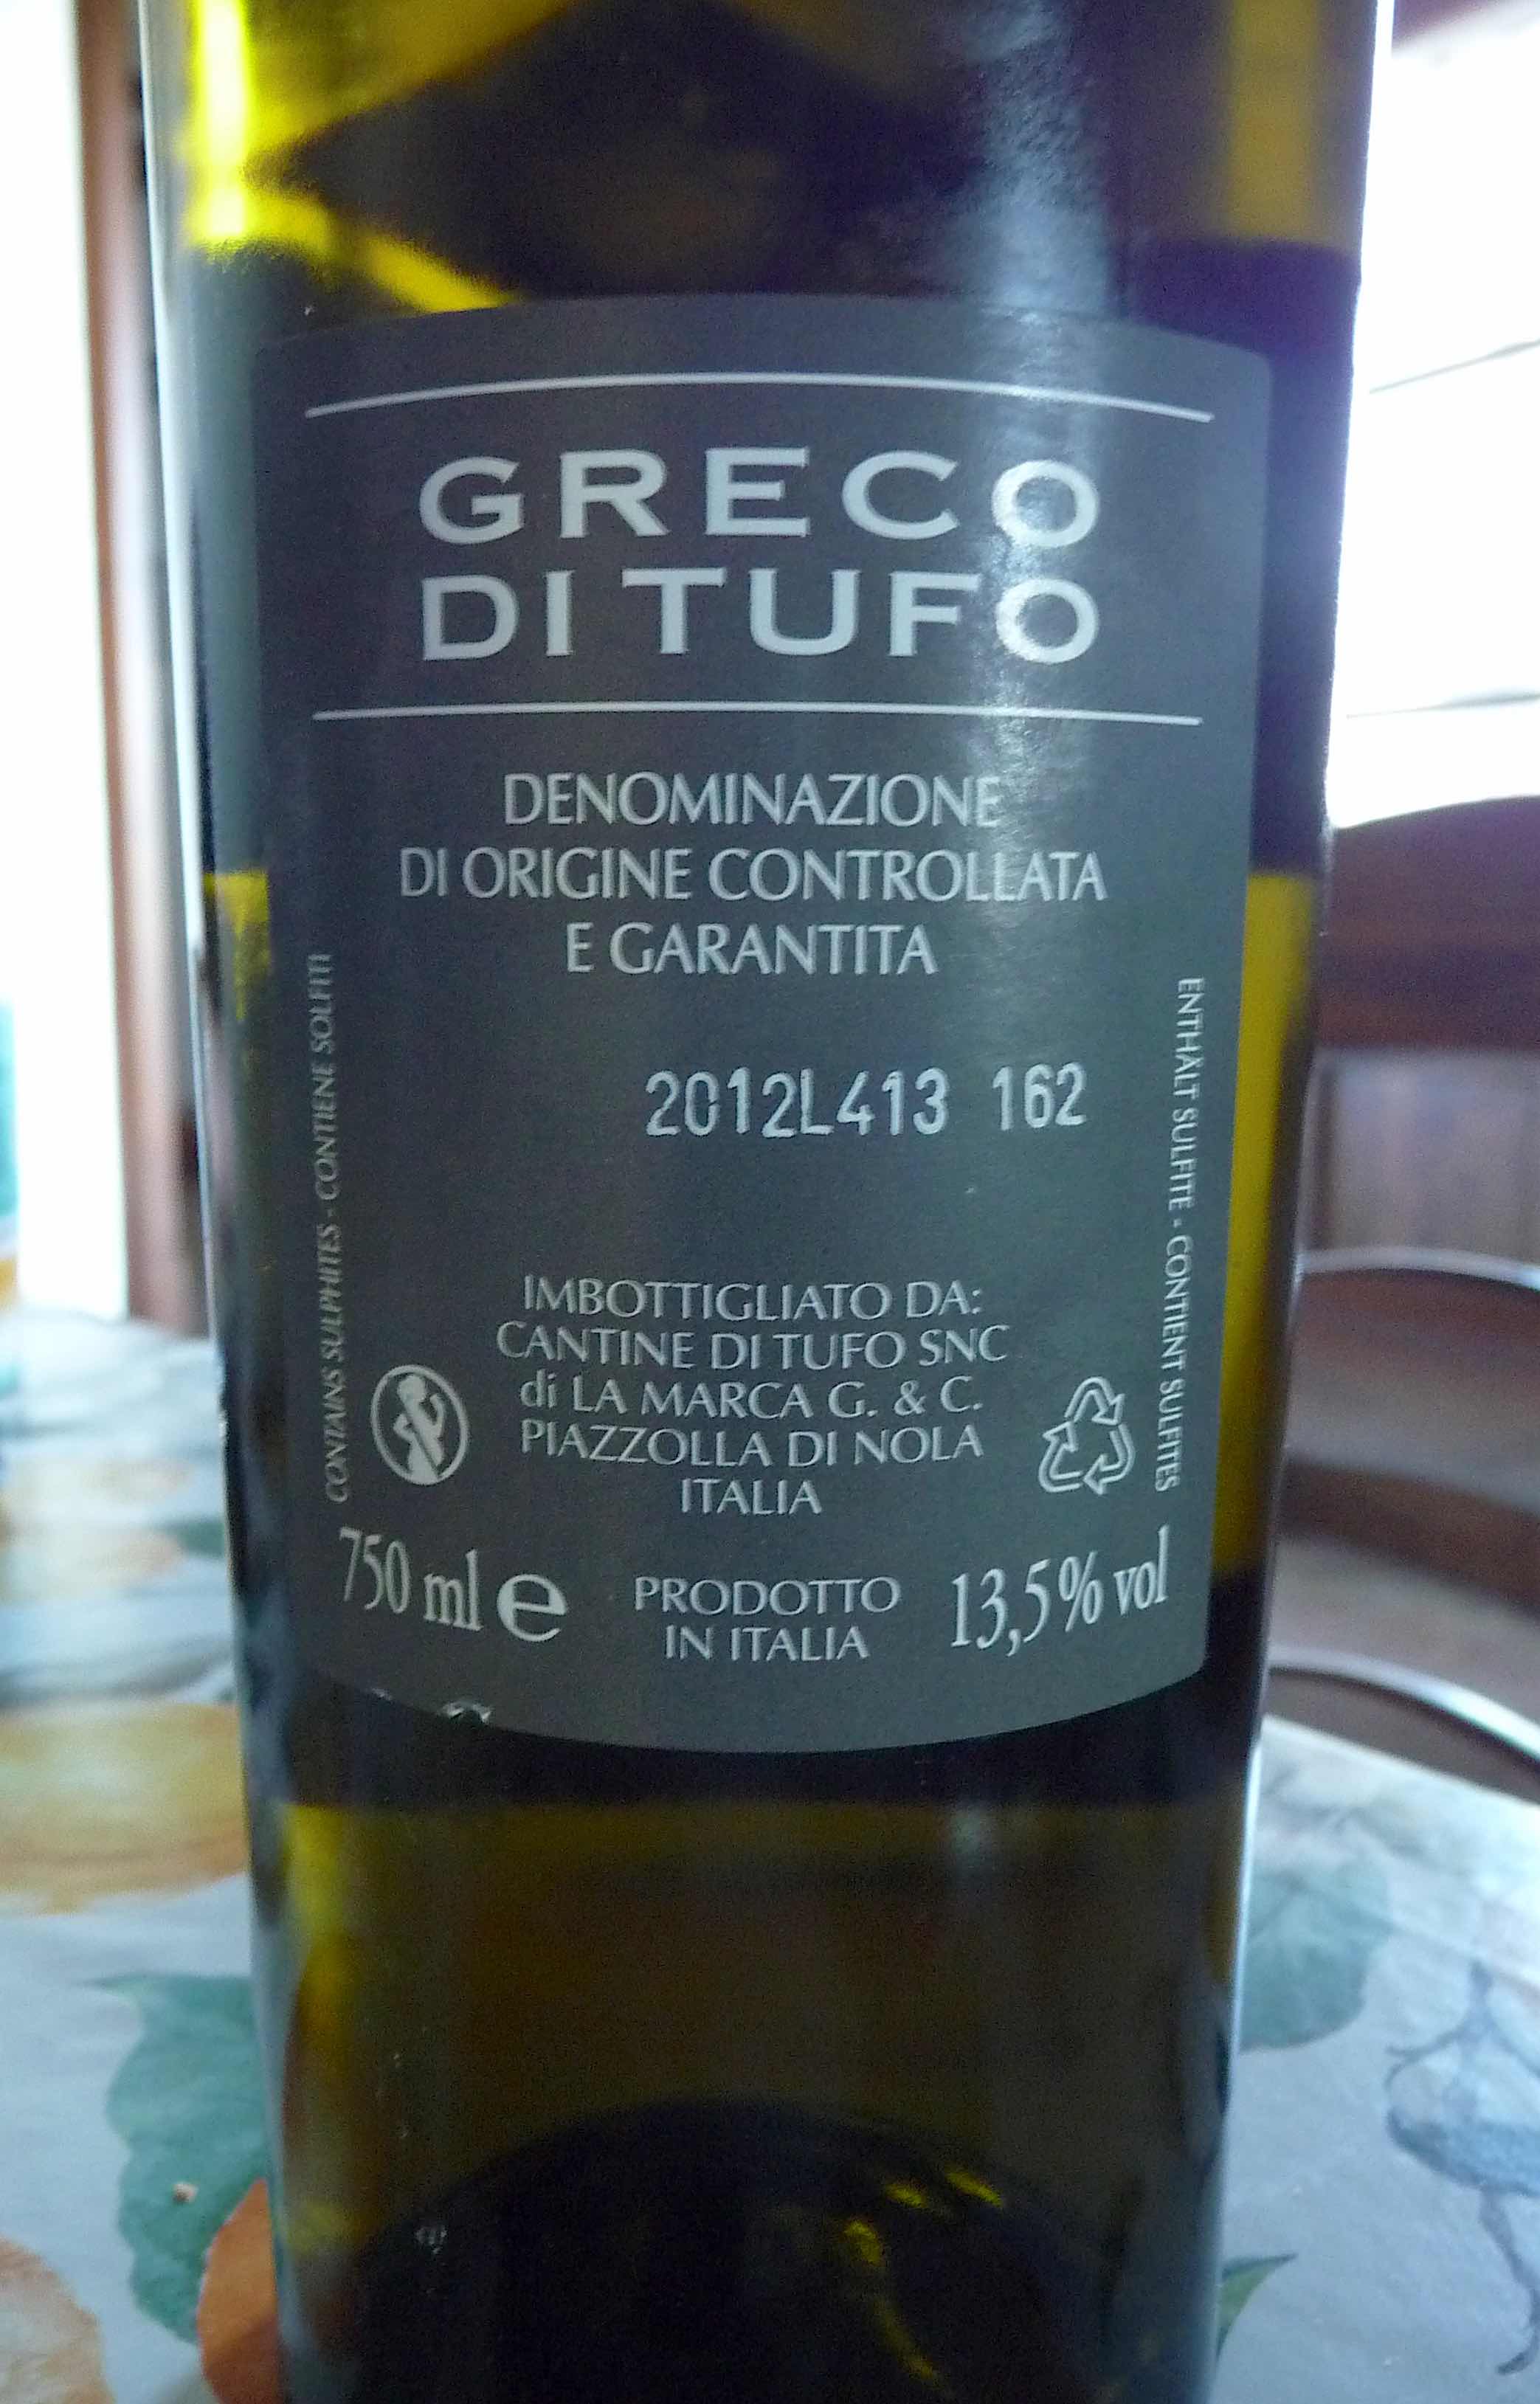 GRECO
DI TUFO
DENOMINAZIONE
DI ORIGINE CONTROLLATA
E GARANTITA
2012L413 162
CONTAINS SULPHITES - CONTIENE SOLFITI
ENTHÄLT SULFITE - CONTIENT SULFITES
IMBOTTIGLIATO DA:
CANTINE DI TUFO SNC
di LA MARCA G. & C.
PIAZZOLLA DI NOLA
ITALIA
750 ml e
PRODOTTO
IN ITALIA
13,5% vol